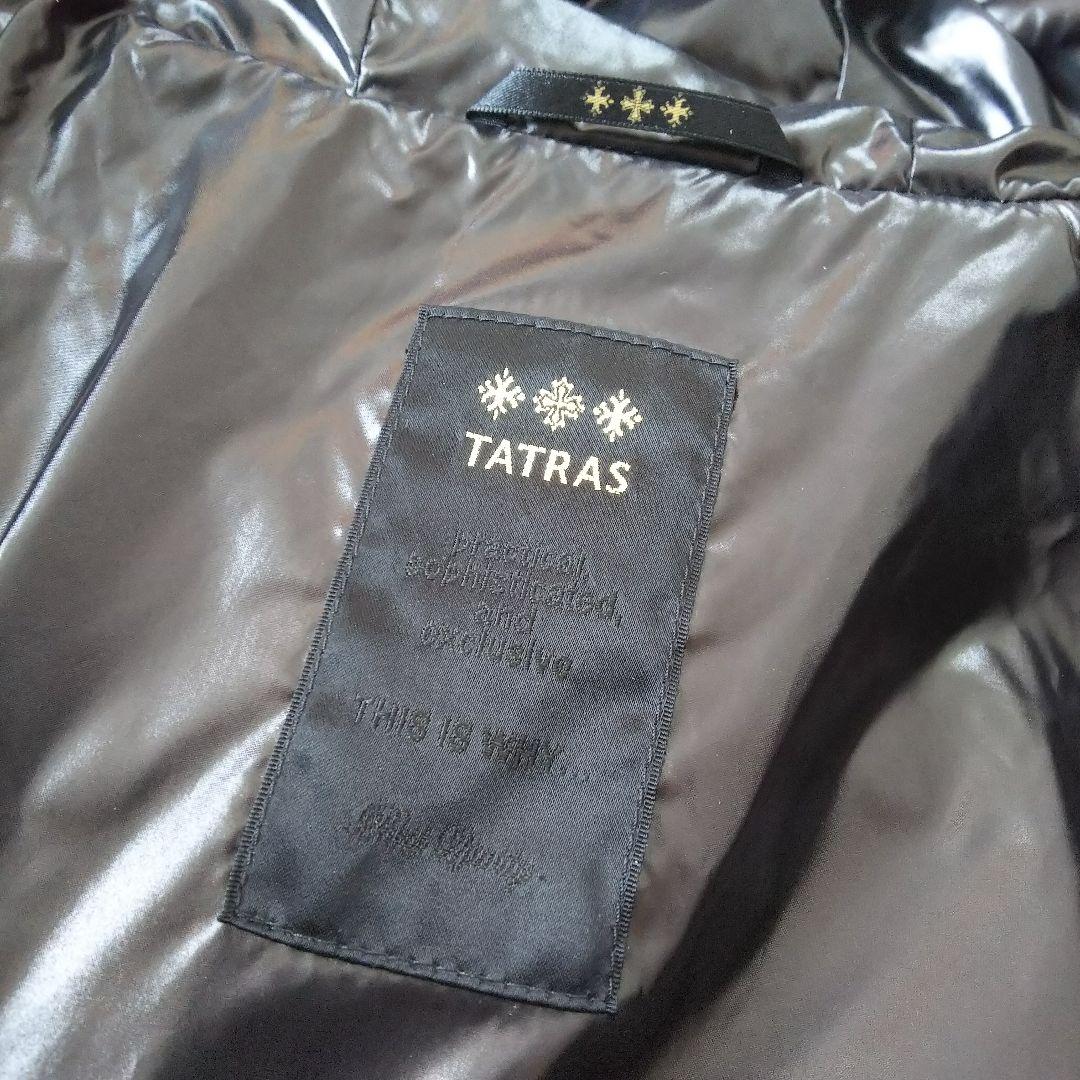 TATRAS
practical,
sophisticated,
and
exclusive
THIS IS WHY...